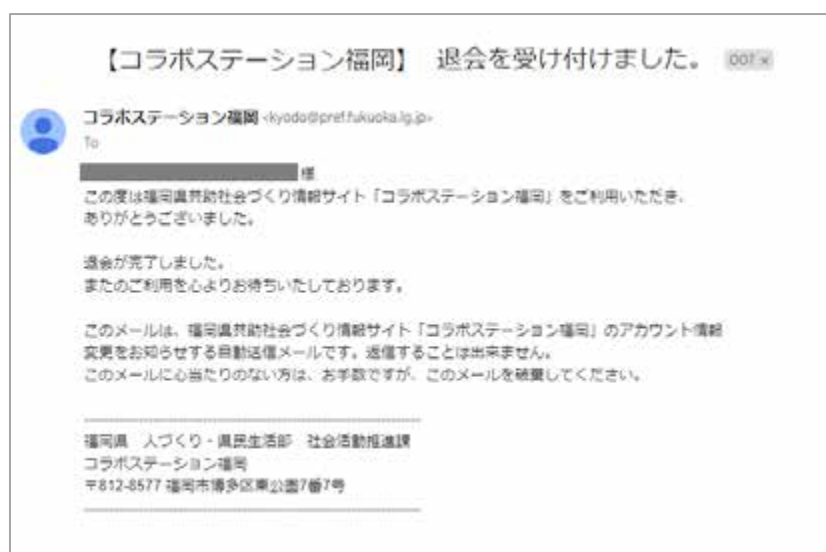 【コラボステーション福岡】 退会を受け付けました。 007 ×
コラボステーション福岡 <kyodo@pref.fukuoka.lg.jp>
To
様
この度は福岡県共助社会づくり情報サイト「コラボステーション福岡」をご利用いただき、
ありがとうございました。
退会が完了しました。
またのご利用を心よりお待ちいたしております。
このメールは、福岡県共助社会づくり情報サイト「コラボステーション福岡」のアカウント情報
変更をお知らせする自動送信メールです。返信することは出来ません。
このメールに心当たりのない方は、お手数ですが、このメールを破棄してください。
福岡県 人づくり・県民生活部 社会活動推進課
コラボステーション福岡
〒812-8577 福岡市博多区東公園7番7号